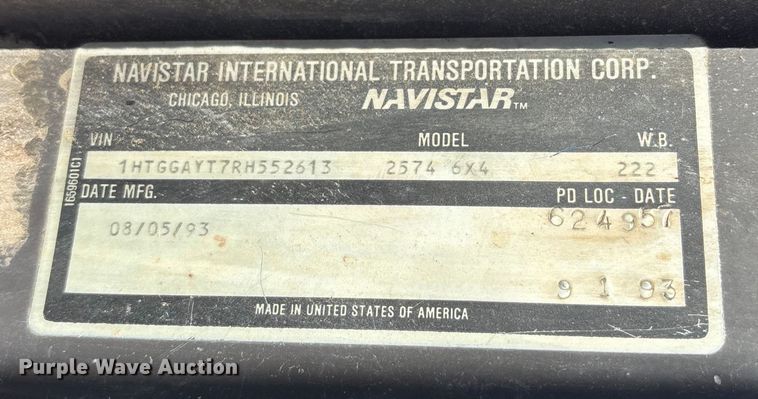 NAVISTAR INTERNATIONAL TRANSPORTATION CORP.
CHICAGO, ILLINOIS NAVISTAR™
VIN MODEL W.B.
1HTGGAYT7RH552613 2574 6X4 222
DATE MFG. PD LOC - DATE
08/05/93 624957
9 1 93
MADE IN UNITED STATES OF AMERICA
1659601C1
Purple Wave Auction